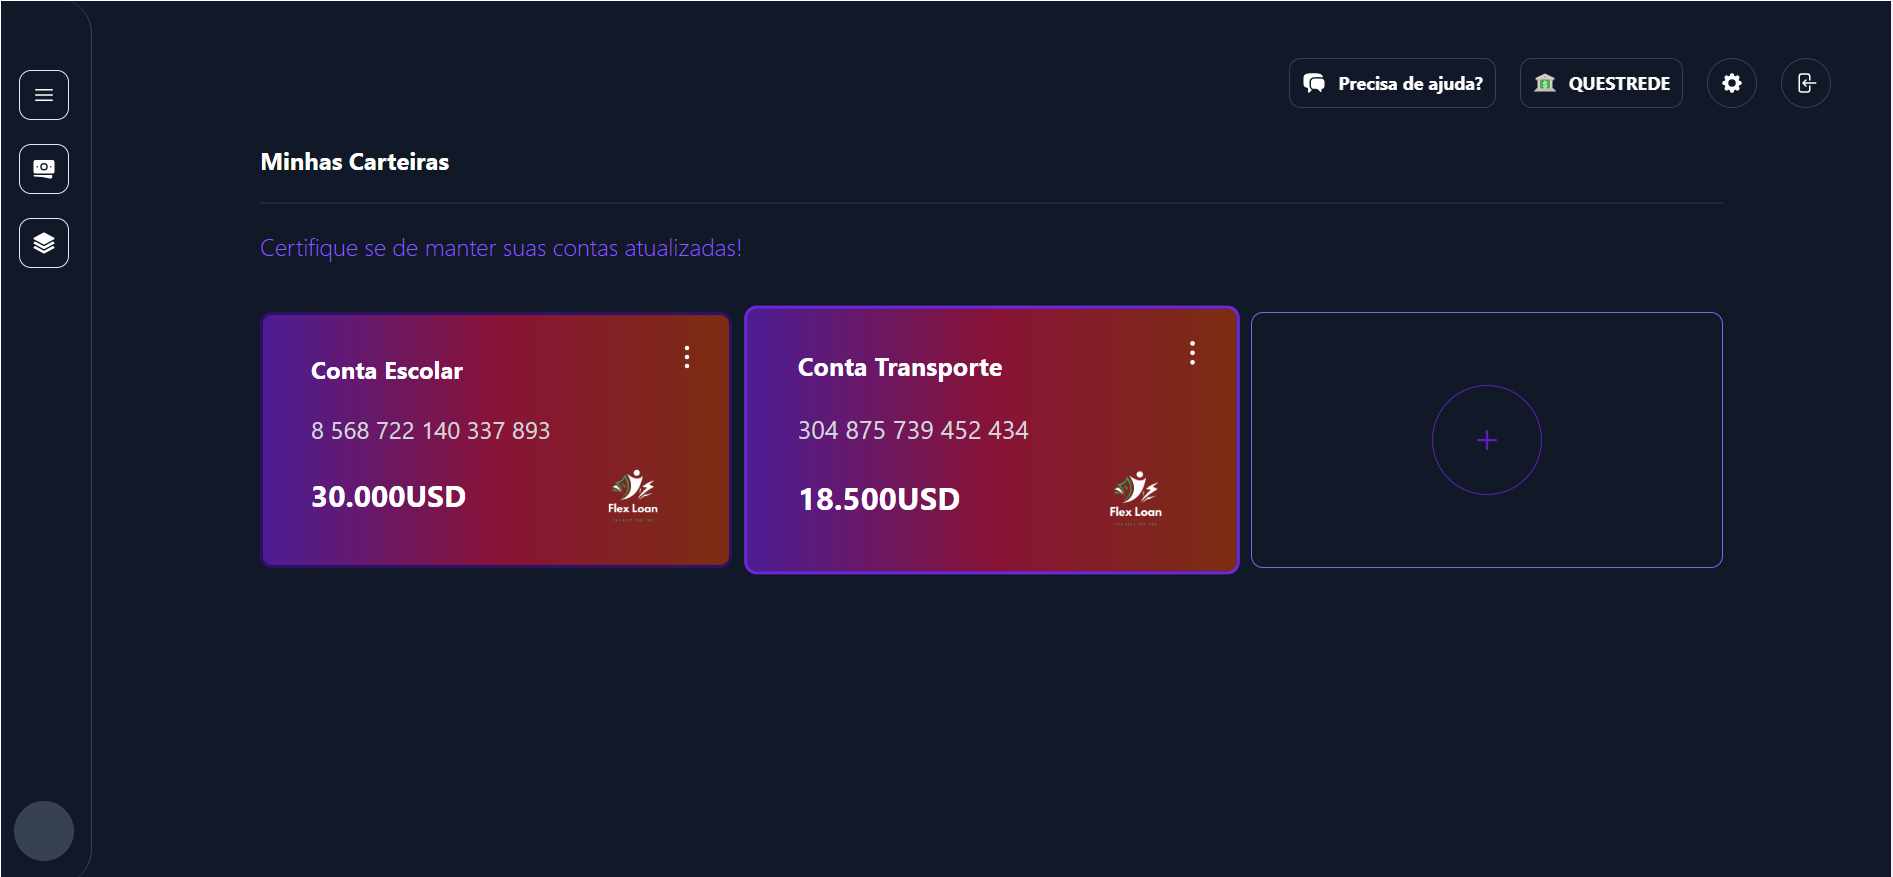 Precisa de ajuda?
QUESTREDE
Minhas Carteiras
Certifique se de manter suas contas atualizadas!
Conta Escolar
8 568 722 140 337 893
30.000USD
Flex Loan
Conta Transporte
304 875 739 452 434
18.500USD
Flex Loan